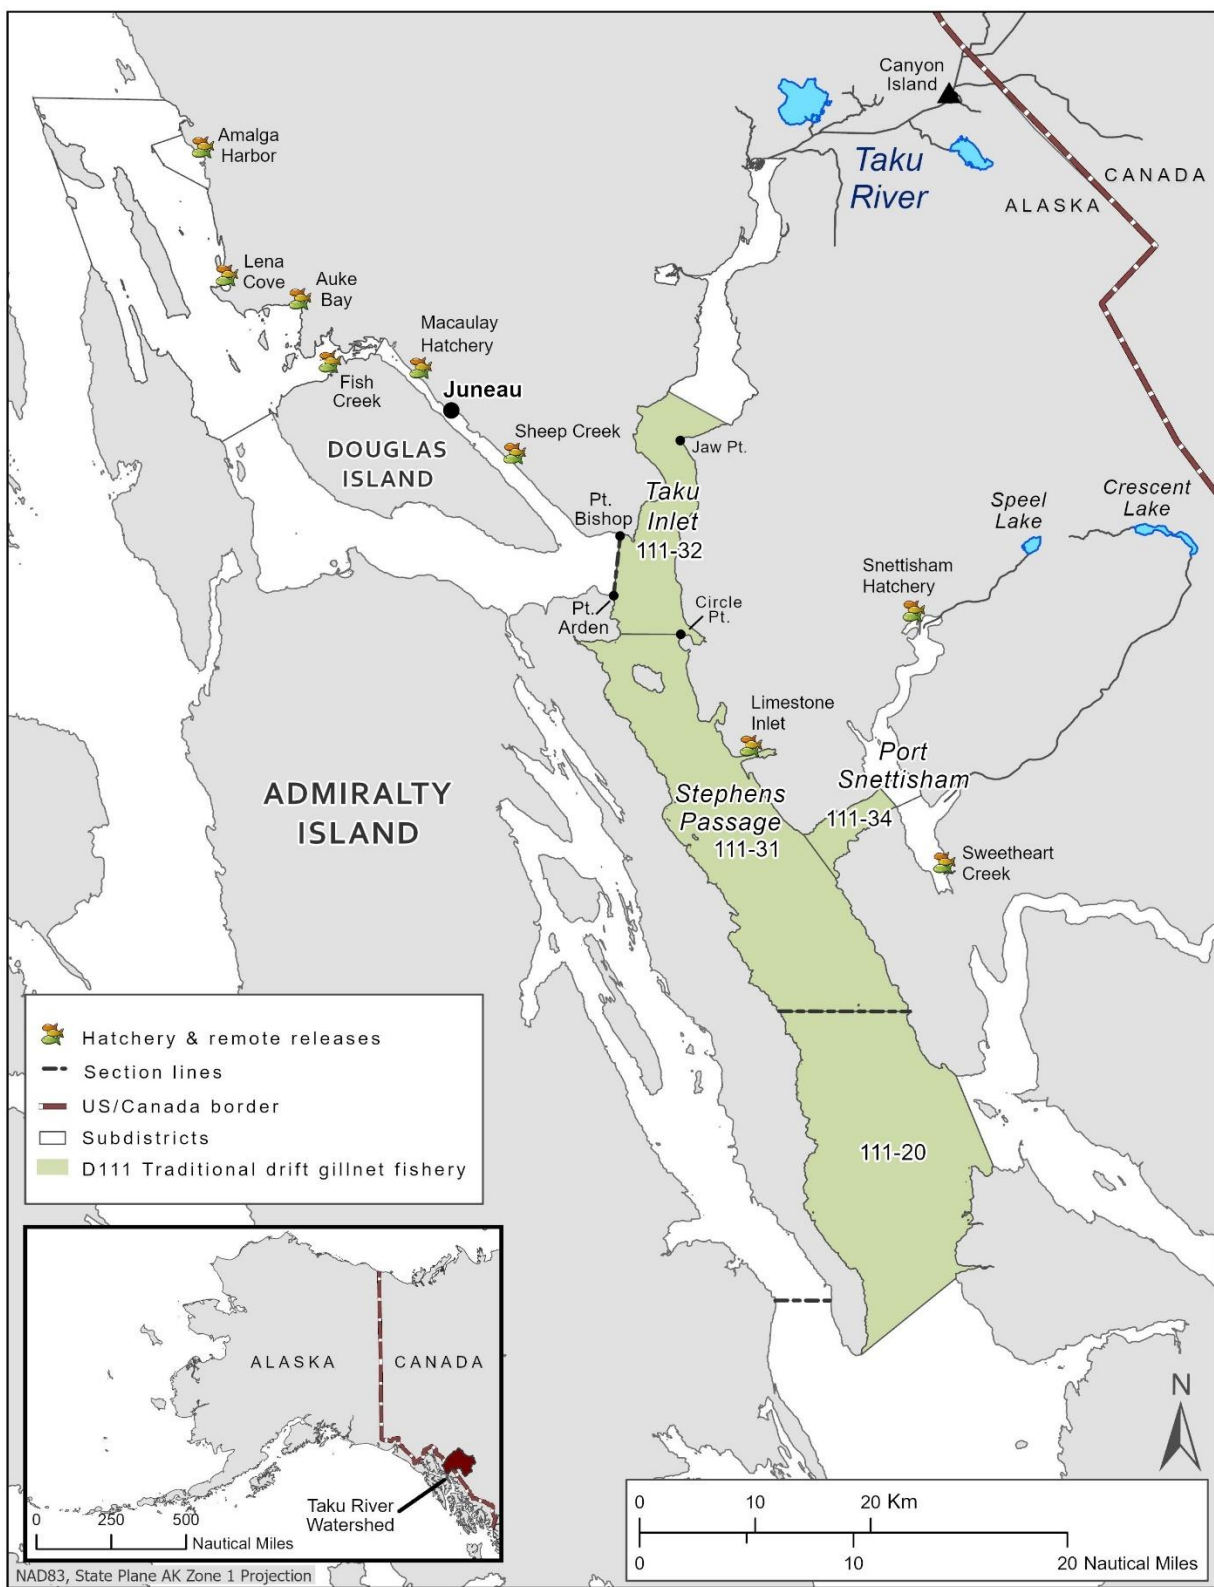 Canyon
Island
Amalga
Harbor
Taku
River
CANADA
ALASKA
Lena
Cove
Auke
Bay
Macaulay
Hatchery
Fish
Creek
Juneau
Sheep Creek
Jaw Pt.
DOUGLAS
ISLAND
Taku
Inlet
111-32
Pt.
Bishop
Speel
Lake
Crescent
Lake
Snettisham
Hatchery
Pt.
Arden
Circle
Pt.
Limestone
Inlet
Port
Snettisham
111-34
ADMIRALTY
ISLAND
Stephens
Passage
111-31
Sweetheart
Creek
Hatchery & remote releases
Section lines
US/Canada border
Subdistricts
D111 Traditional drift gillnet fishery
111-20
ALASKA
CANADA
Taku River
Watershed
0 250 500
Nautical Miles
N
0 10 20 Km
0 10 20 Nautical Miles
NAD83, State Plane AK Zone 1 Projection